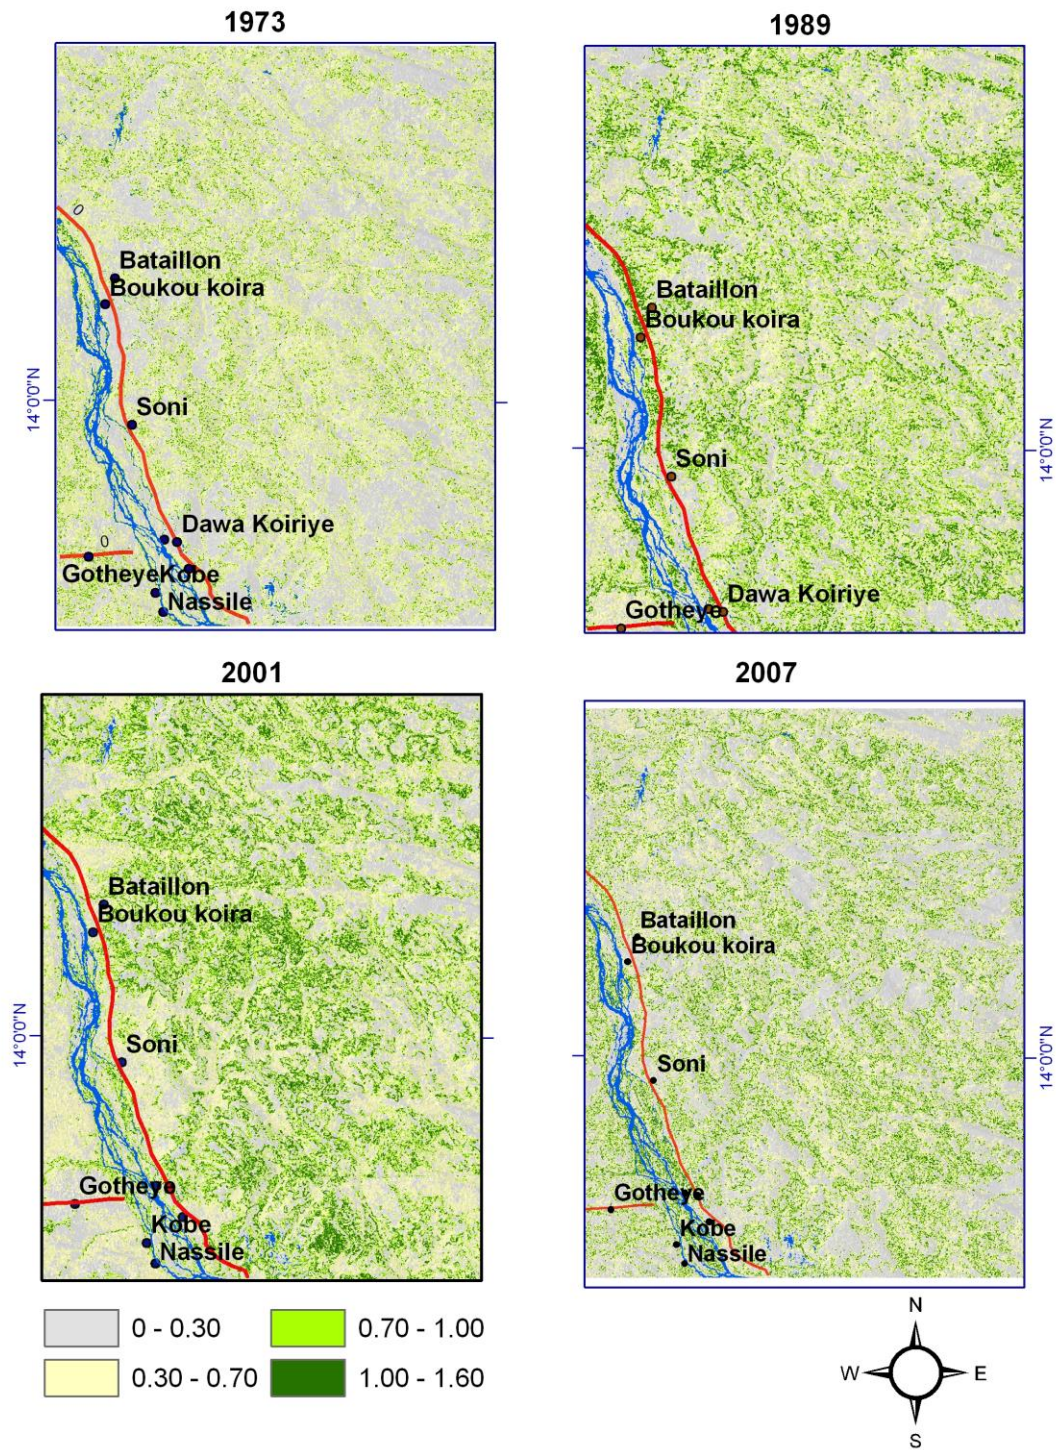 1973
0
Bataillon
Boukou koira
14°0'0"N
Soni
Dawa Koiriye
0
GotheyeKobe
Nassile
1989
Bataillon
Boukou koira
14°0'0"N
Soni
Dawa Koiriye
Gotheye
2001
Bataillon
Boukou koira
14°0'0"N
Soni
Gotheye
Kobe
Nassile
2007
Bataillon
Boukou koira
14°0'0"N
Soni
Gotheye
Kobe
Nassile
0 - 0.30
0.70 - 1.00
0.30 - 0.70
1.00 - 1.60
N
W
E
S